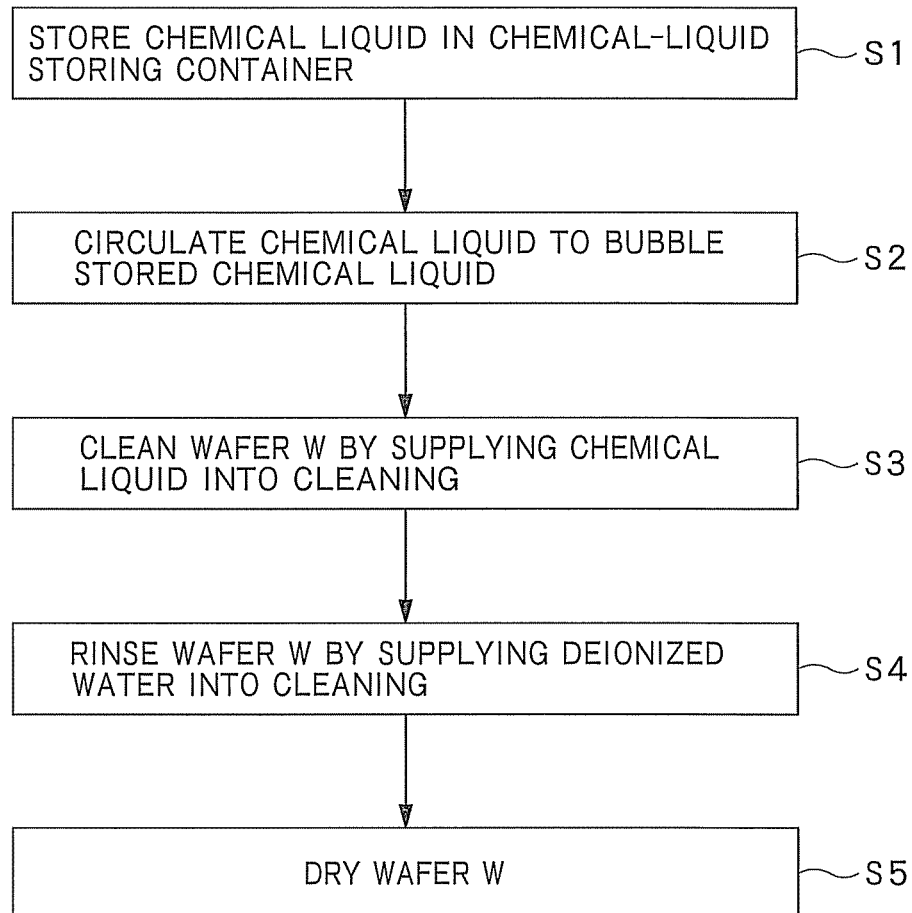 STORE CHEMICAL LIQUID IN CHEMICAL-LIQUID
STORING CONTAINER
S1
CIRCULATE CHEMICAL LIQUID TO BUBBLE
STORED CHEMICAL LIQUID
S2
CLEAN WAFER W BY SUPPLYING CHEMICAL
LIQUID INTO CLEANING
S3
RINSE WAFER W BY SUPPLYING DEIONIZED
WATER INTO CLEANING
S4
DRY WAFER W
S5